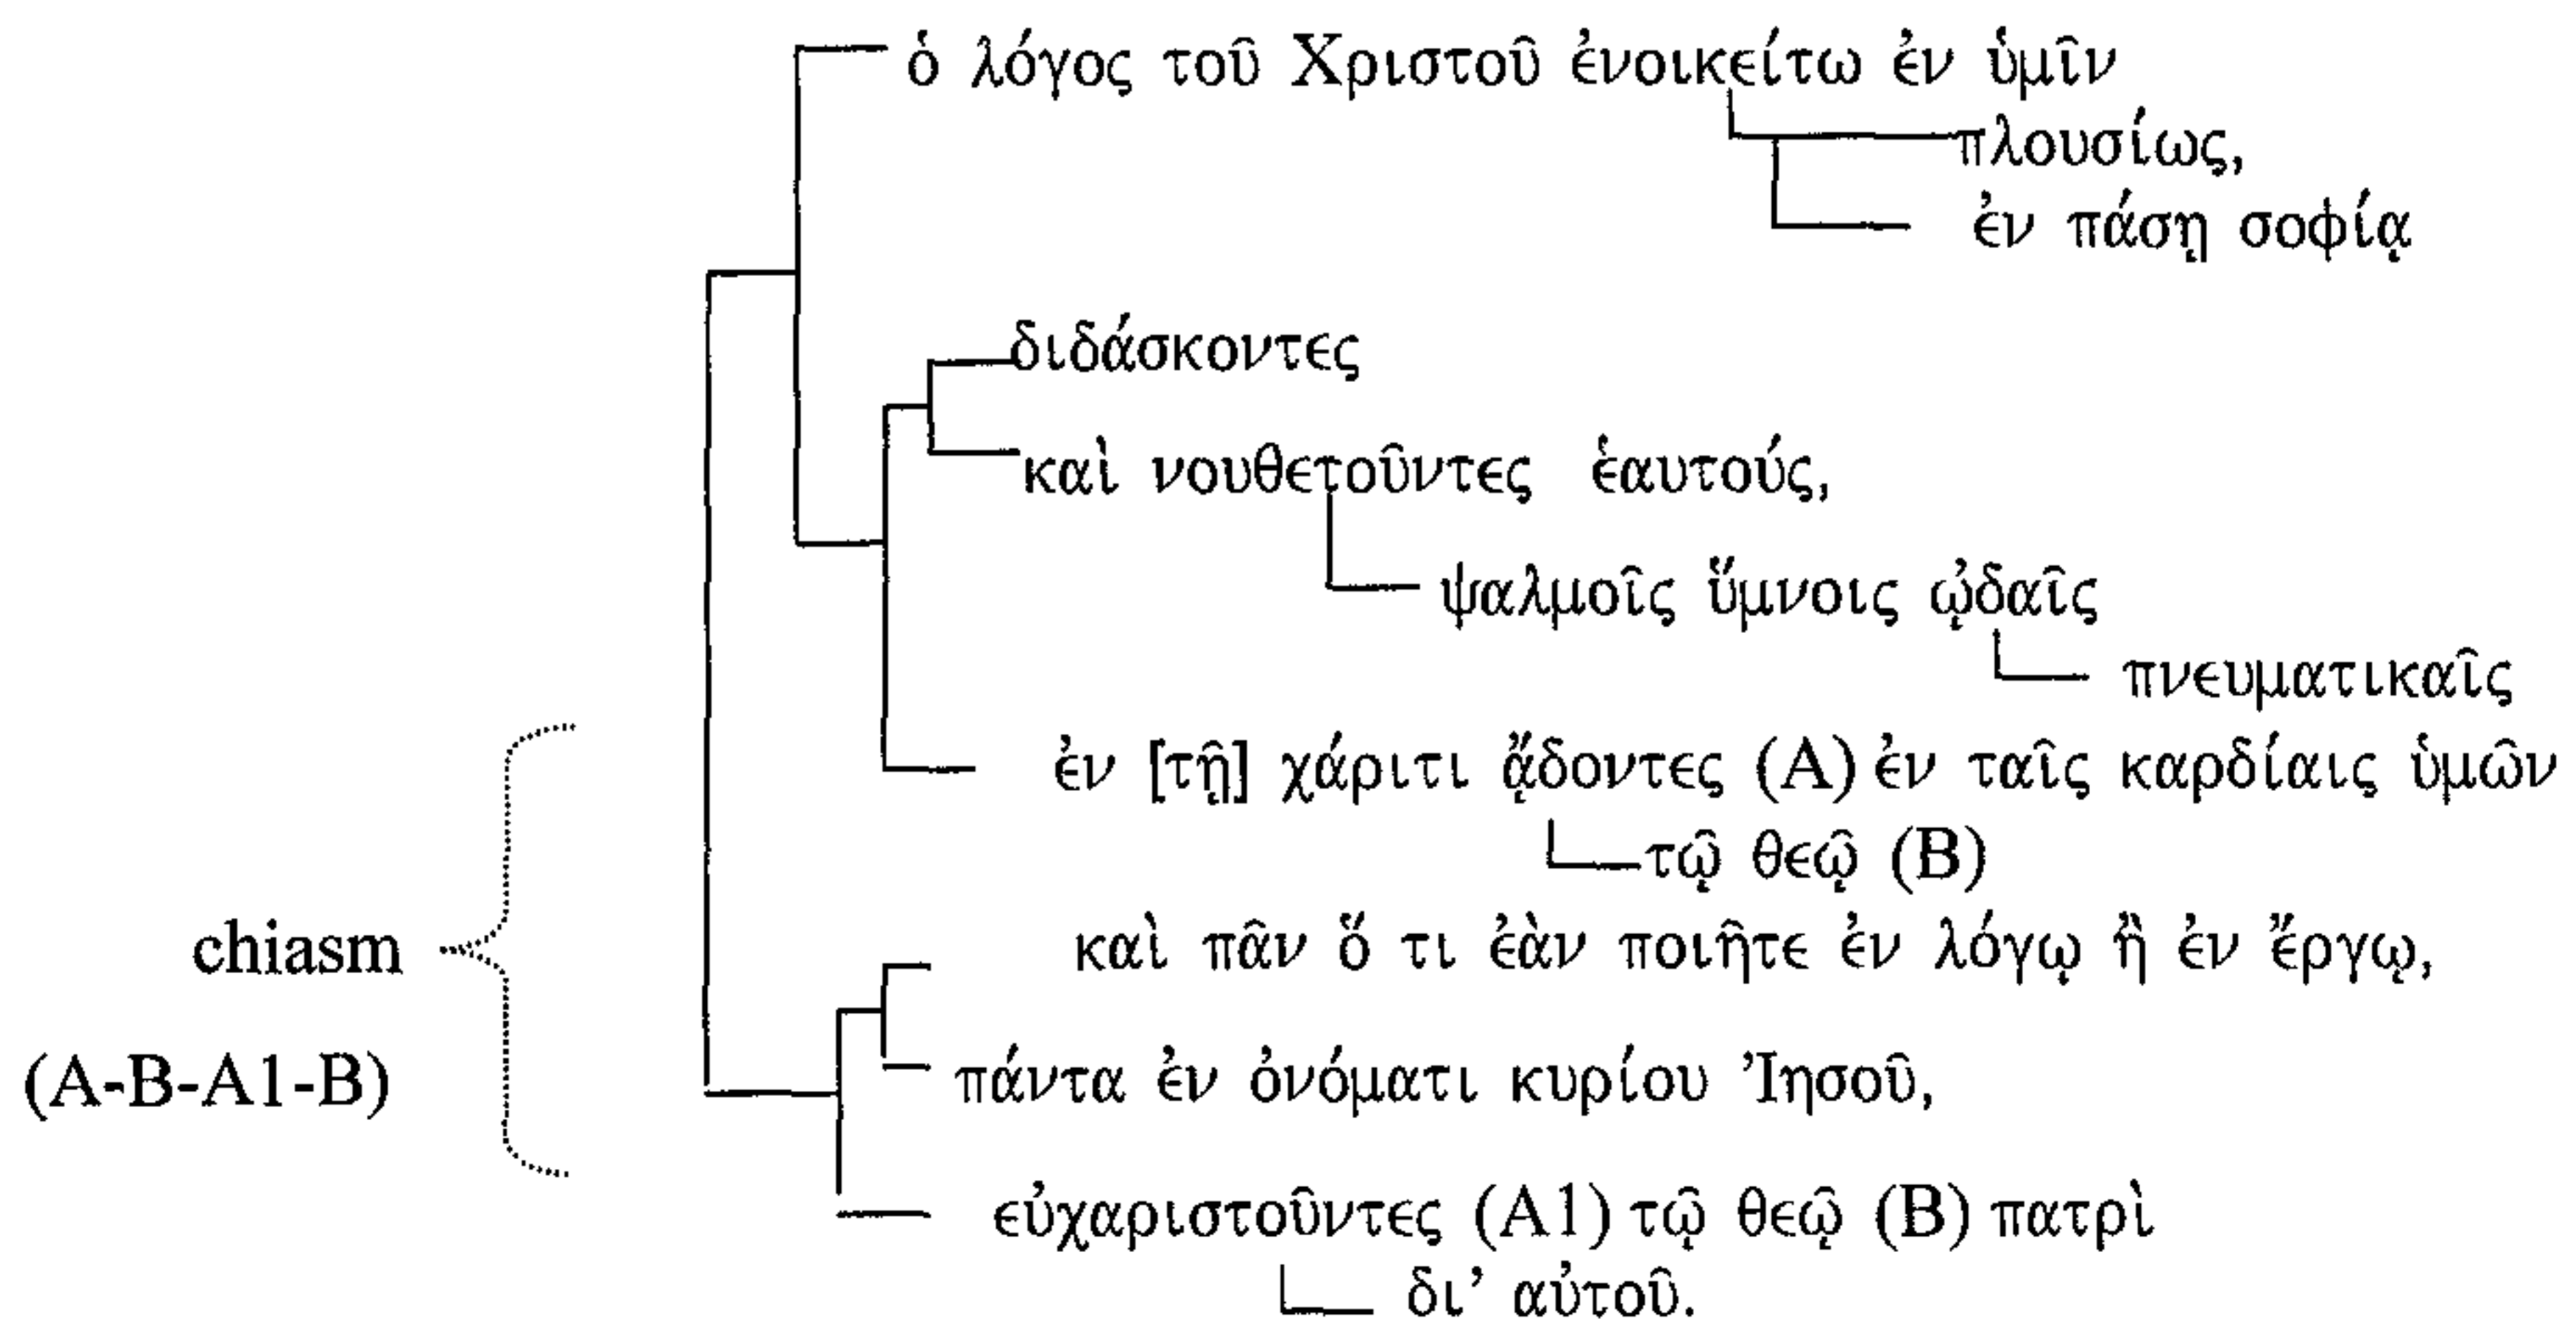 ὁ λόγος τοῦ Χριστοῦ ἐνοικείτω ἐν ὑμῖν
πλουσίως,
ἐν πάσῃ σοφίᾳ
διδάσκοντες
καὶ νουθετοῦντες ἑαυτούς,
ψαλμοῖς ὕμνοις ᾠδαῖς
πνευματικαῖς
ἐν [τῇ] χάριτι ᾄδοντες (A) ἐν ταῖς καρδίαις ὑμῶν
τῷ θεῷ (B)
chiasm
καὶ πᾶν ὅ τι ἐὰν ποιῆτε ἐν λόγῳ ἢ ἐν ἔργῳ,
(A-B-A1-B)
πάντα ἐν ὀνόματι κυρίου Ἰησοῦ,
εὐχαριστοῦντες (A1) τῷ θεῷ (B) πατρὶ
δι’ αὐτοῦ.